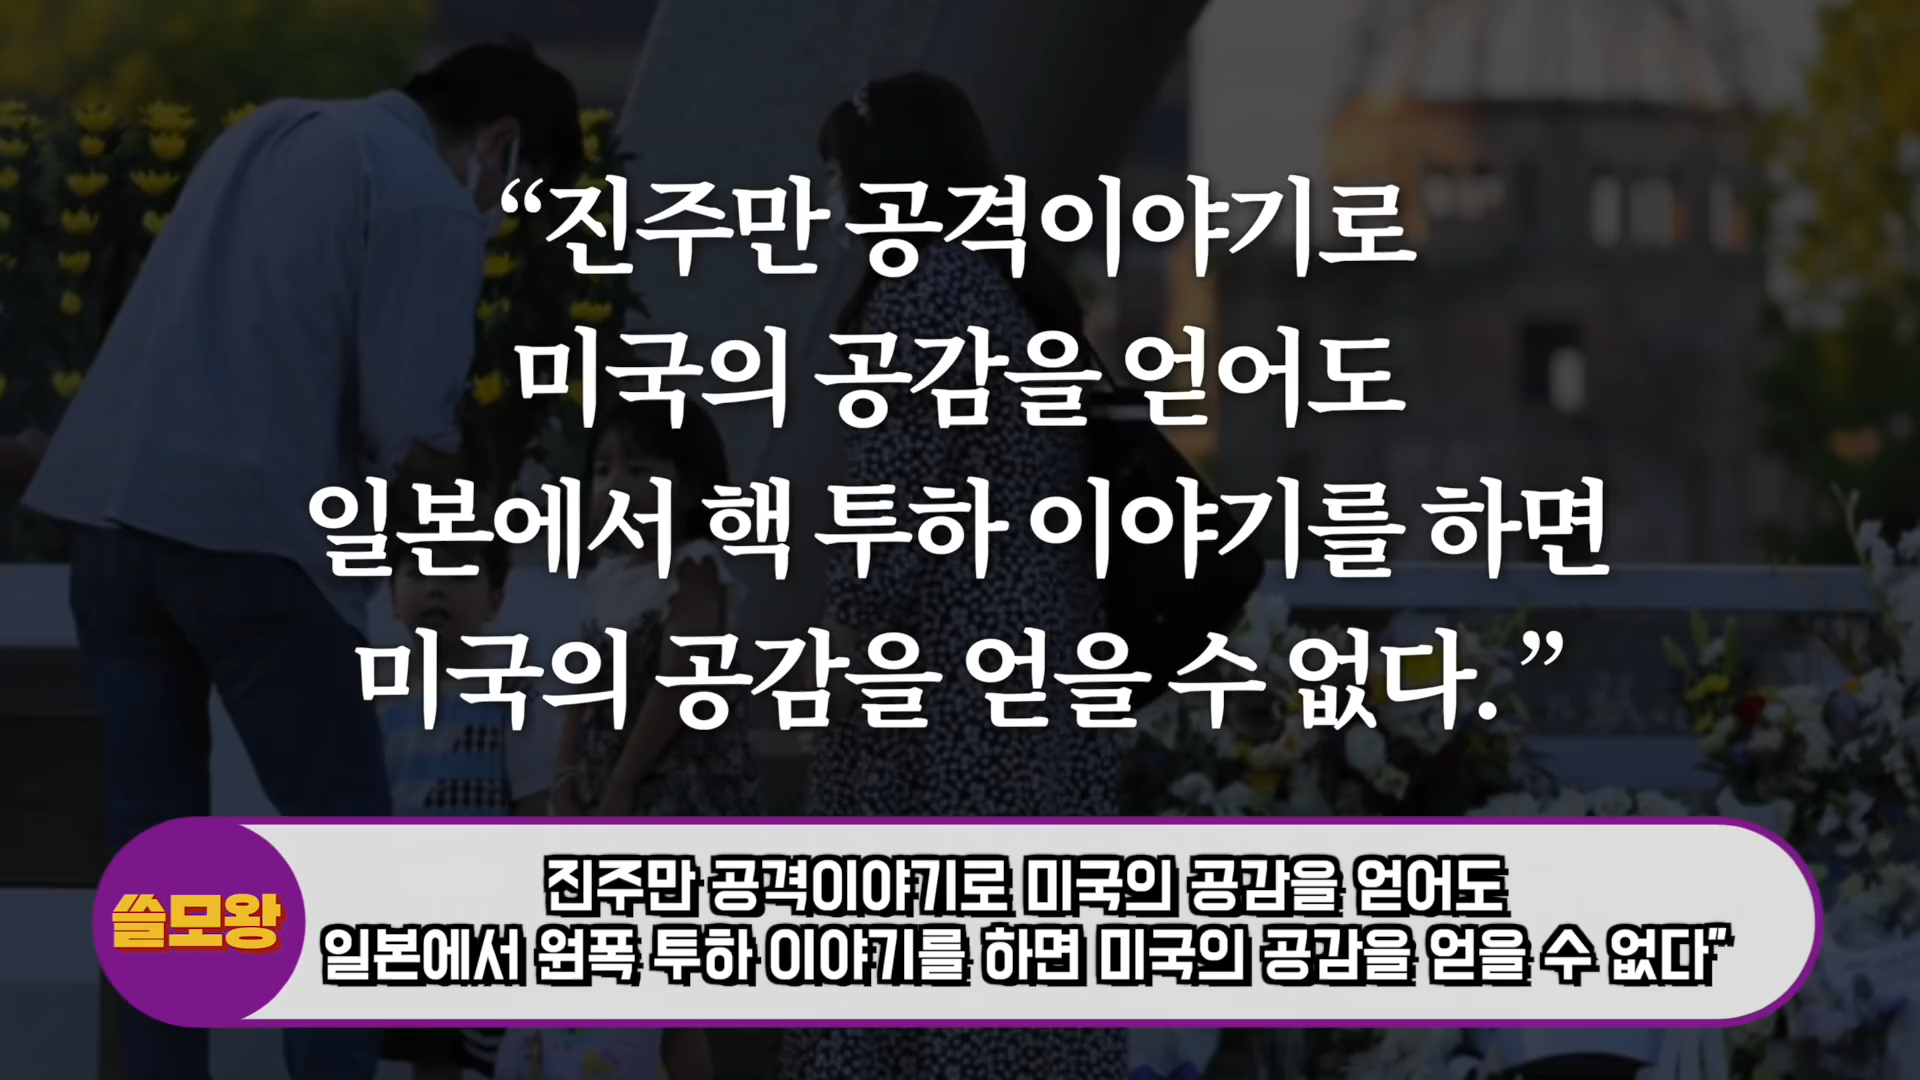 “진주만 공격이야기로
미국의 공감을 얻어도
일본에서 핵 투하 이야기를 하면
미국의 공감을 얻을 수 없다.”
쓸모왕
진주만 공격이야기로 미국의 공감을 얻어도
일본에서 원폭 투하 이야기를 하면 미국의 공감을 얻을 수 없다"